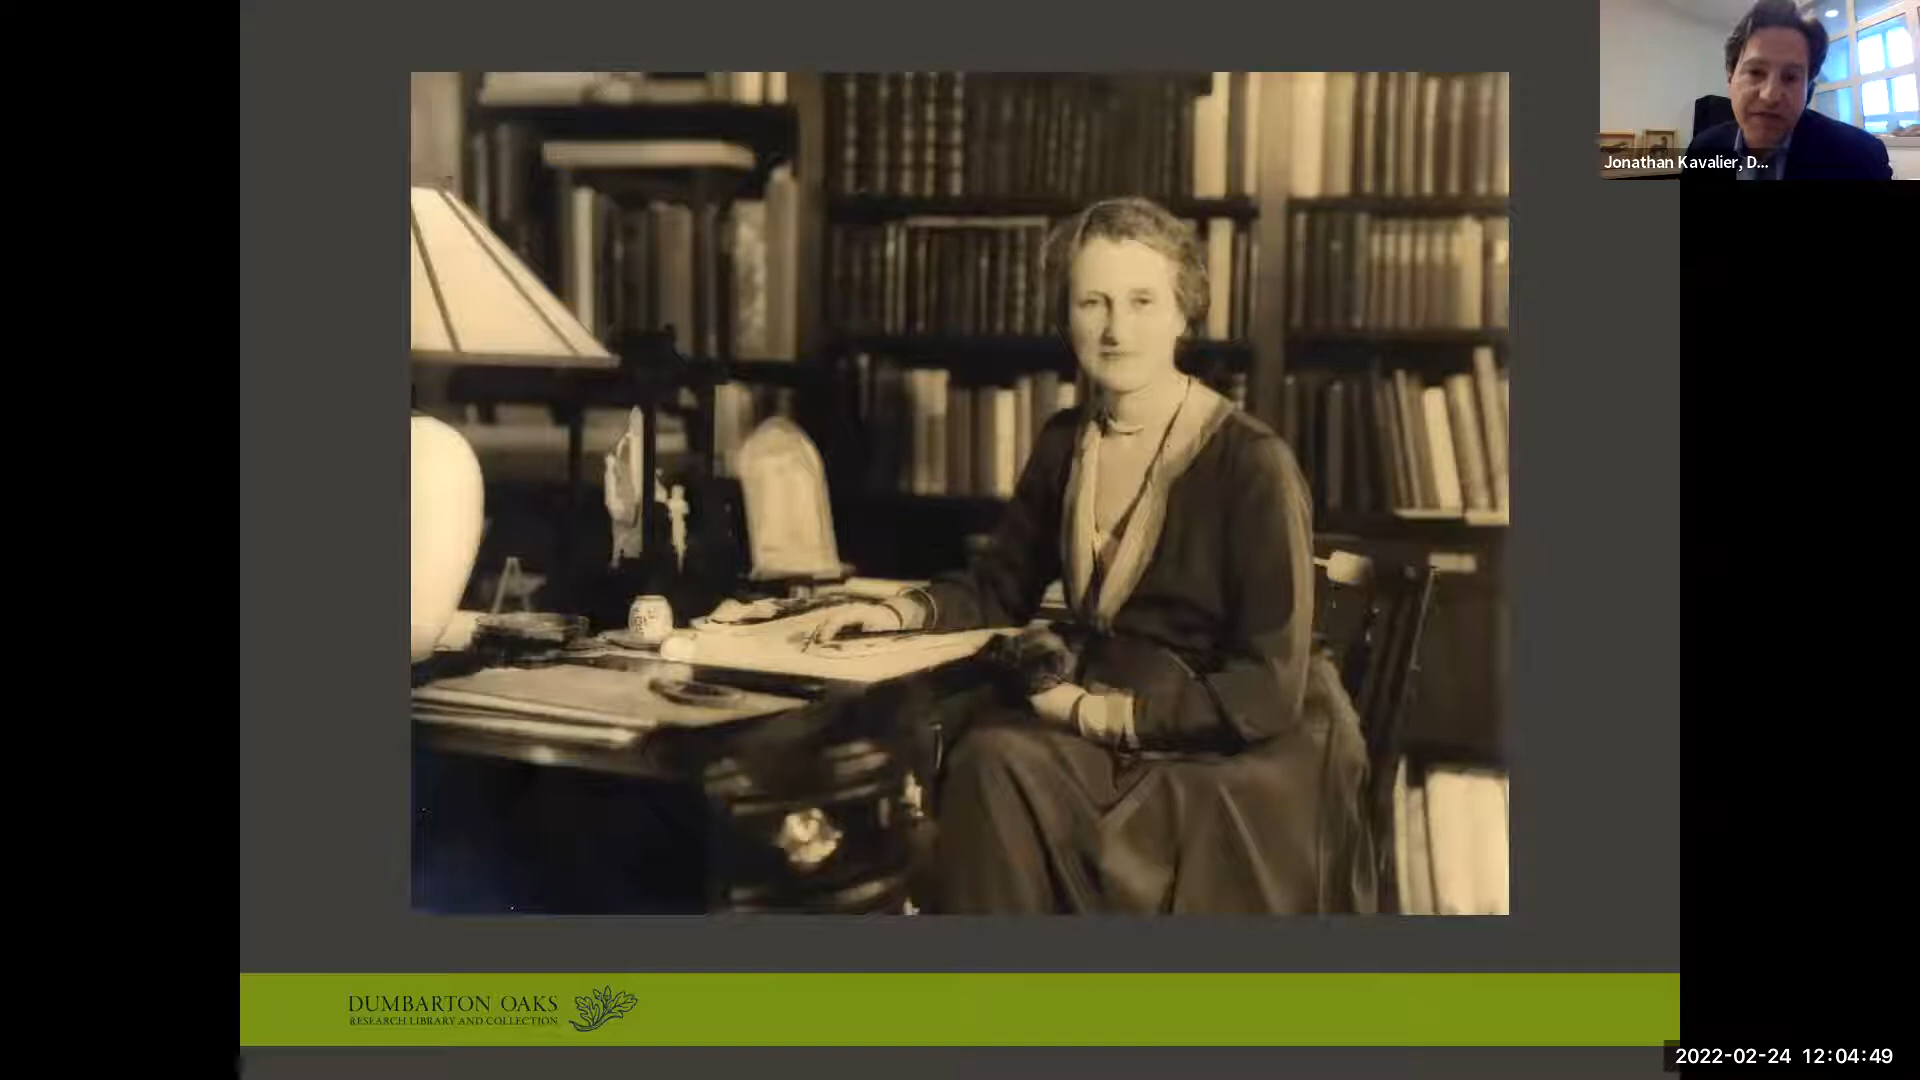 Jonathan Kavalier, D...
DUMBARTON OAKS
RESEARCH LIBRARY AND COLLECTION
2022-02-24 12:04:49